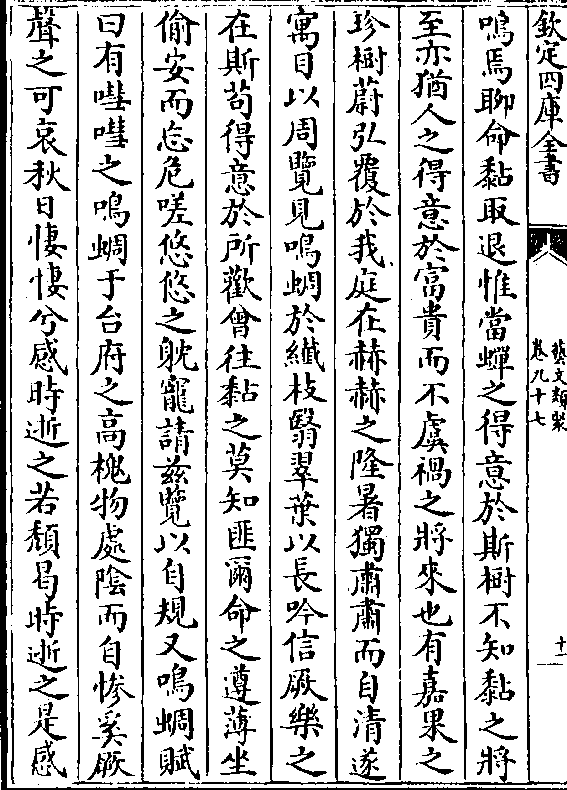 欽定四庫全書
藝文類聚
卷九十七
十一
鳴焉聊命黏取退惟當蟬之得意於斯樹不知黏之將
至亦猶人之得意於富貴而不虞禍之將來也有嘉果之
珍樹蔚弘覆於我庭在赫赫之隆暑獨肅肅而自清遂
寓目以周覽見鳴蜩於纖枝翳翠葉以長吟信厥樂之
在斯苟得意於所歡曾往黏之莫知匪爾命之遵薄坐
偷安而忘危嗟悠悠之躭寵請兹覽以自規又鳴蜩賦
曰有嘒嘒之鳴蜩于台府之高槐物處陰而自慘奚厥
聲之可哀秋日悽悽兮感時逝之若頽曷時逝之是感